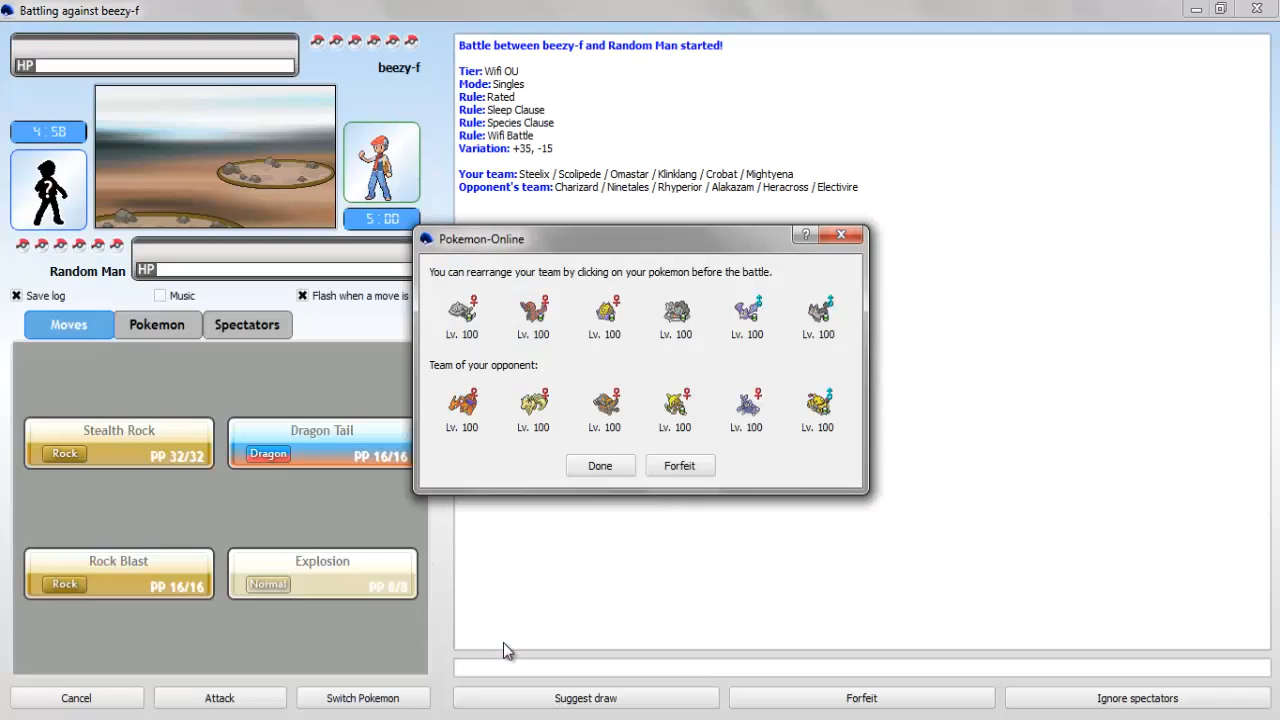 Battling against beezy-f
HP
beezy-f
4:58
5:00
Random Man
HP
Save log
Music
Flash when a move is
Moves
Pokemon
Spectators
Stealth Rock
Rock
PP 32/32
Dragon Tail
Dragon
PP 16/16
Rock Blast
Rock
PP 16/16
Explosion
Normal
PP 8/8
Cancel
Attack
Switch Pokemon
Battle between beezy-f and Random Man started!
Tier: Wifi OU
Mode: Singles
Rule: Rated
Rule: Sleep Clause
Rule: Species Clause
Rule: Wifi Battle
Variation: +35, -15
Your team: Steelix / Scolipede / Omastar / Klinklang / Crobat / Mightyena
Opponent's team: Charizard / Ninetales / Rhyperior / Alakazam / Heracross / Electivire
Pokemon-Online
You can rearrange your team by clicking on your pokemon before the battle.
Lv. 100 Lv. 100 Lv. 100 Lv. 100 Lv. 100 Lv. 100
Team of your opponent:
Lv. 100 Lv. 100 Lv. 100 Lv. 100 Lv. 100 Lv. 100
Done
Forfeit
Suggest draw
Forfeit
Ignore spectators